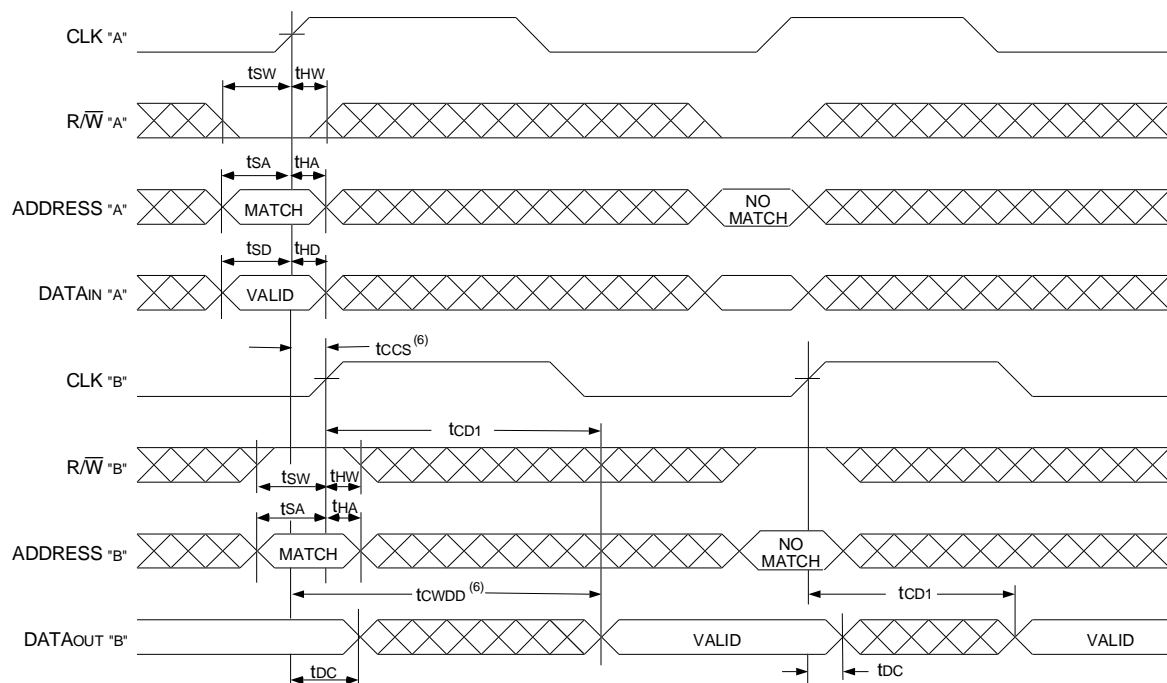 CLK "A"
tSW tHW
R/W̅ "A"
tSA tHA
ADDRESS "A" MATCH NO MATCH
tSD tHD
DATAIN "A" VALID
tCCS (6)
CLK "B"
tCD1
R/W̅ "B"
tSW tHW
tSA tHA
ADDRESS "B" MATCH NO MATCH
tCWDD (6) tCD1
DATAOUT "B" VALID VALID
tDC tDC